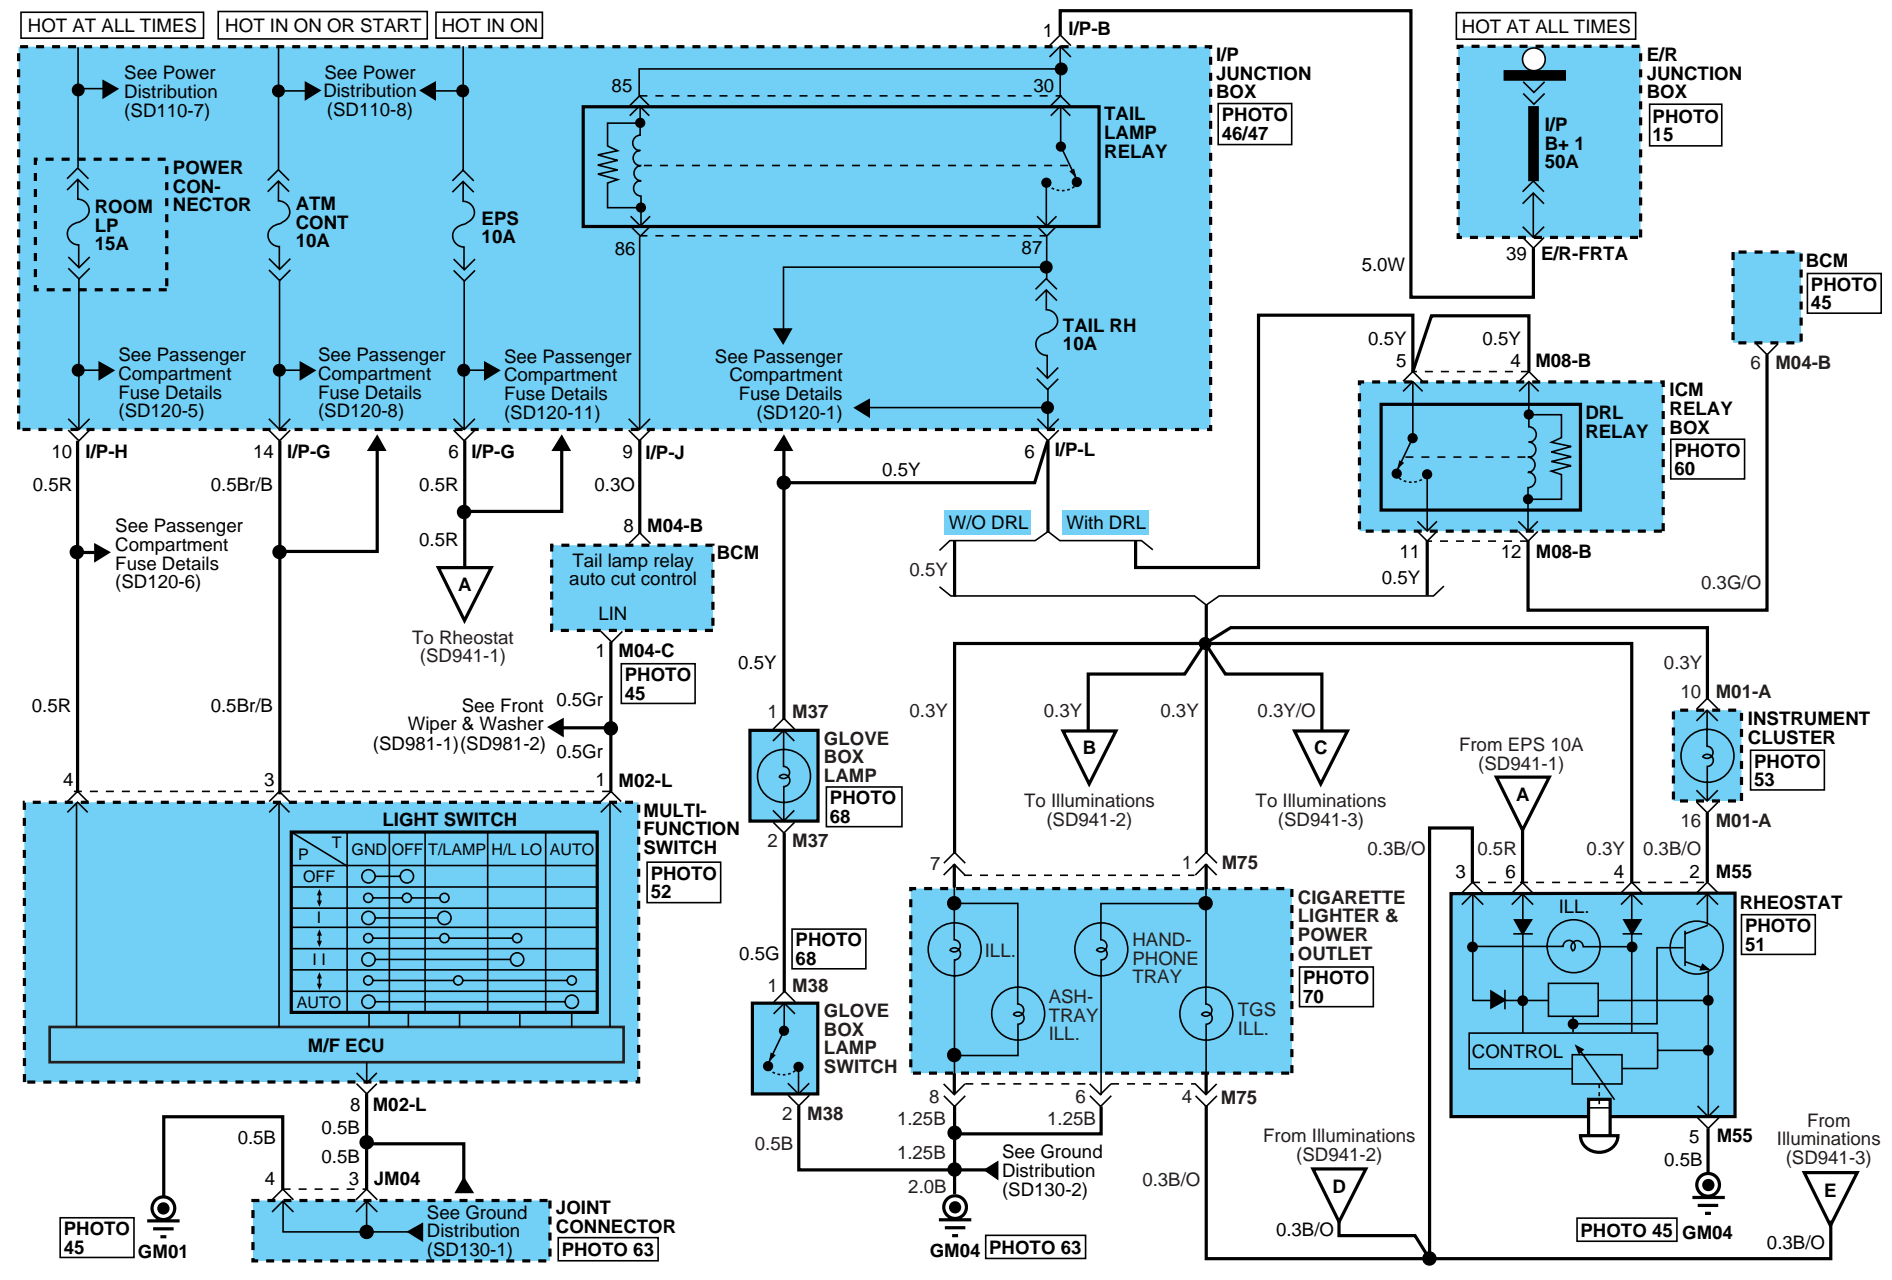 HOT AT ALL TIMES
HOT IN ON OR START
HOT IN ON
HOT AT ALL TIMES
1 I/P-B
I/P
JUNCTION
BOX
PHOTO
46/47
E/R
JUNCTION
BOX
PHOTO
15
See Power
Distribution
(SD110-7)
See Power
Distribution
(SD110-8)
85
30
TAIL
LAMP
RELAY
I/P
B+ 1
50A
POWER
CON-
NECTOR
ROOM
LP
15A
ATM
CONT
10A
EPS
10A
86
87
39 E/R-FRTA
5.0W
BCM
PHOTO
45
6 M04-B
TAIL RH
10A
See Passenger
Compartment
Fuse Details
(SD120-5)
See Passenger
Compartment
Fuse Details
(SD120-8)
See Passenger
Compartment
Fuse Details
(SD120-11)
See Passenger
Compartment
Fuse Details
(SD120-1)
0.5Y
0.5Y
5
4 M08-B
ICM
RELAY
BOX
PHOTO
60
DRL
RELAY
10 I/P-H
14 I/P-G
6 I/P-G
9 I/P-J
6 I/P-L
0.5R
0.5Br/B
0.5R
0.3O
0.5Y
See Passenger
Compartment
Fuse Details
(SD120-6)
0.5R
8 M04-B
BCM
Tail lamp relay
auto cut control
LIN
W/O DRL
With DRL
11
12 M08-B
0.5Y
0.5Y
0.3G/O
A
To Rheostat
(SD941-1)
1 M04-C
PHOTO
45
0.5Y
0.5R
0.5Br/B
0.5Gr
See Front
Wiper & Washer
(SD981-1)(SD981-2)
0.5Gr
0.3Y
10 M01-A
INSTRUMENT
CLUSTER
PHOTO
53
16 M01-A
0.3Y
0.3Y
0.3Y
0.3Y/O
B
C
To Illuminations
(SD941-2)
To Illuminations
(SD941-3)
From EPS 10A
(SD941-1)
A
1 M37
GLOVE
BOX
LAMP
PHOTO
68
2 M37
4
3
1 M02-L
MULTI-
FUNCTION
SWITCH
PHOTO
52
LIGHT SWITCH
P T GND OFF T/LAMP H/L LO AUTO
OFF
I
I I
AUTO
M/F ECU
0.3B/O
0.5R
0.3Y
0.3B/O
3
6
4
2 M55
RHEOSTAT
PHOTO
51
ILL.
CONTROL
7
1 M75
CIGARETTE
LIGHTER &
POWER
OUTLET
PHOTO
70
ILL.
HAND-
PHONE
TRAY
ASH-
TRAY
ILL.
TGS
ILL.
0.5G
PHOTO
68
1 M38
GLOVE
BOX
LAMP
SWITCH
2 M38
8
6
4 M75
8 M02-L
0.5B
0.5B
0.5B
0.5B
1.25B
1.25B
1.25B
See Ground
Distribution
(SD130-2)
2.0B
0.3B/O
From Illuminations
(SD941-2)
D
0.3B/O
5 M55
0.5B
From
Illuminations
(SD941-3)
E
0.3B/O
4
3 JM04
See Ground
Distribution
(SD130-1)
JOINT
CONNECTOR
PHOTO 63
PHOTO
45
GM01
GM04 PHOTO 63
PHOTO 45 GM04